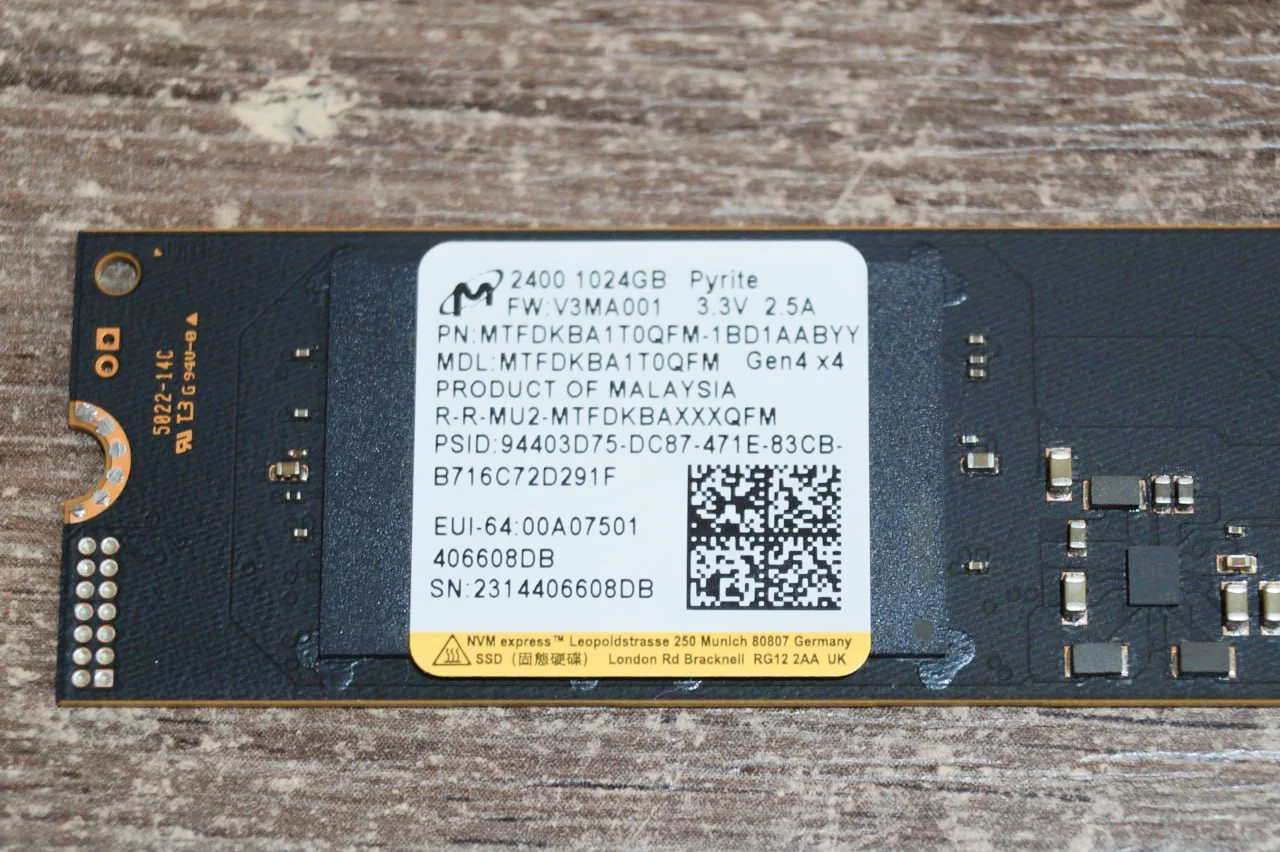 2400 1024GB Pyrite
FW:V3MA001 3.3V 2.5A
PN:MTFDKBA1T0QFM-1BD1AABYY
MDL:MTFDKBA1T0QFM Gen4 x4
PRODUCT OF MALAYSIA
R-R-MU2-MTFDKBAXXXQFM
PSID:94403D75-DC87-471E-83CB-
B716C72D291F
EUI-64:00A07501
406608DB
SN:2314406608DB
NVM express™ Leopoldstrasse 250 Munich 80807 Germany
SSD (固態硬碟) London Rd Bracknell RG12 2AA UK
5022-14C
T3 G 94V-0